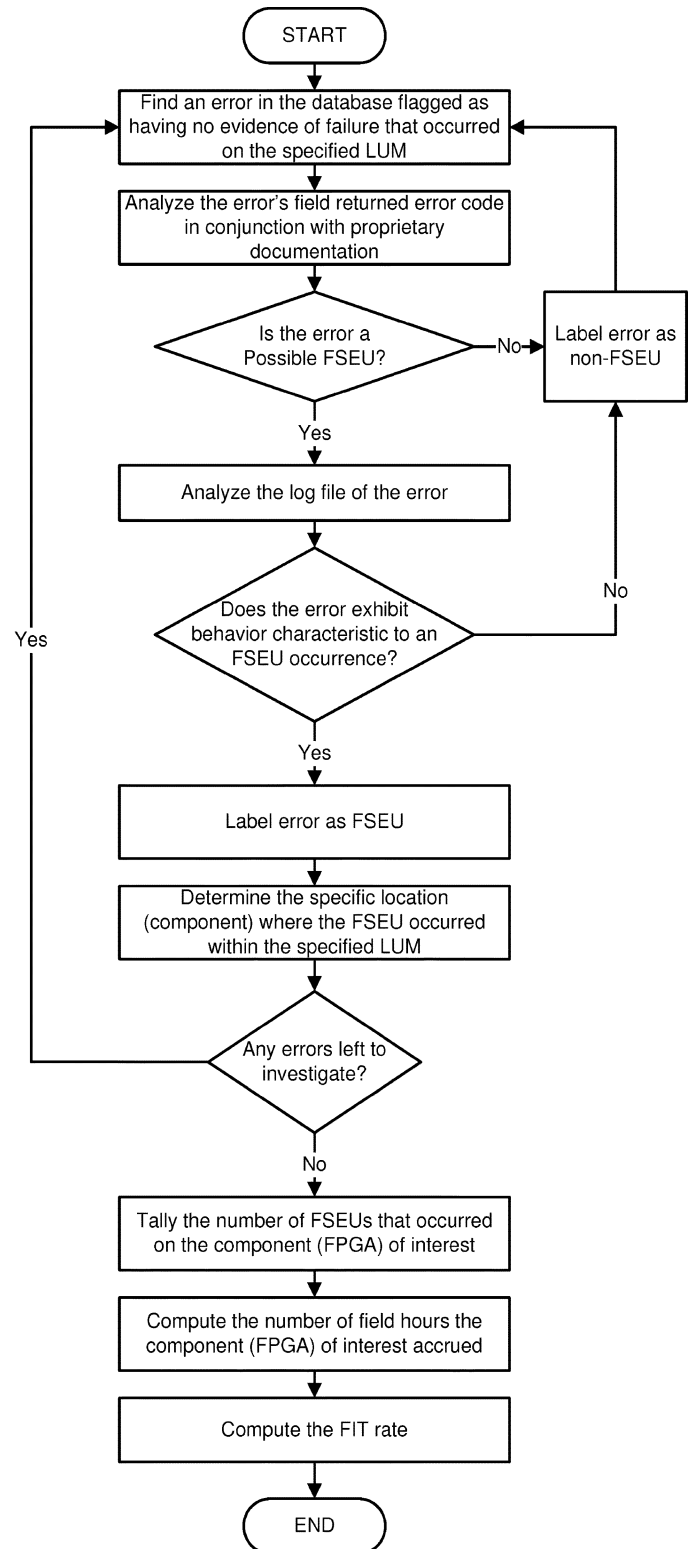 START
Find an error in the database flagged as
having no evidence of failure that occurred
on the specified LUM
Analyze the error's field returned error code
in conjunction with proprietary
documentation
Is the error a
Possible FSEU?
No
Label error as
non-FSEU
Yes
Analyze the log file of the error
Does the error exhibit
behavior characteristic to an
FSEU occurrence?
No
Yes
Yes
Label error as FSEU
Determine the specific location
(component) where the FSEU occurred
within the specified LUM
Any errors left to
investigate?
No
Tally the number of FSEUs that occurred
on the component (FPGA) of interest
Compute the number of field hours the
component (FPGA) of interest accrued
Compute the FIT rate
END